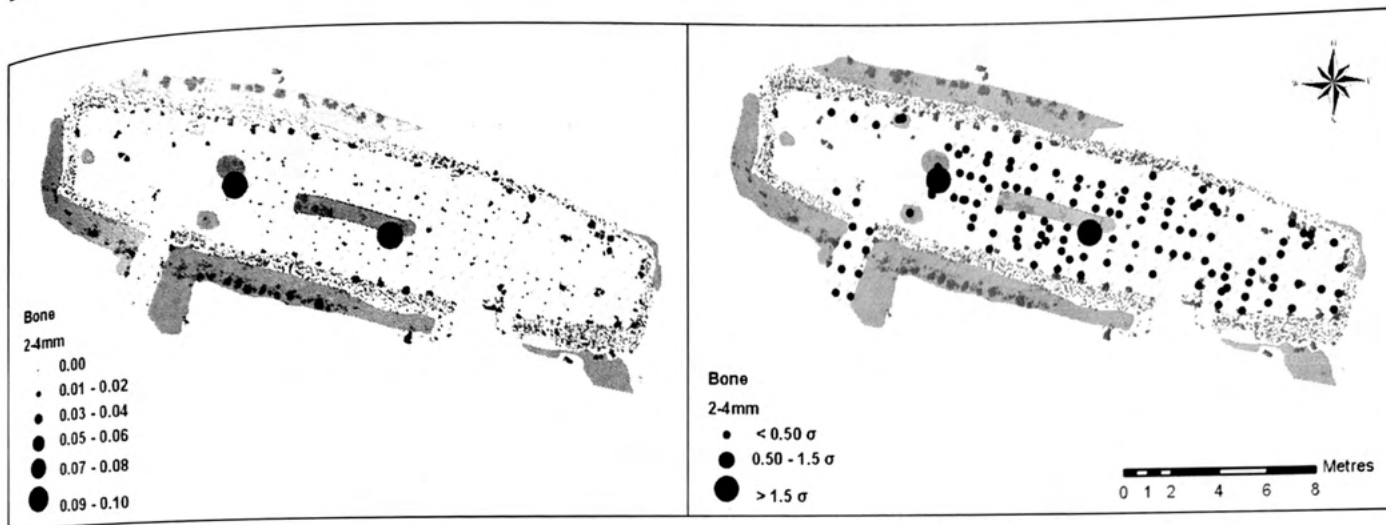 Bone
2-4mm
0.00
0.01 - 0.02
0.03 - 0.04
0.05 - 0.06
0.07 - 0.08
0.09 - 0.10
Bone
2-4mm
< 0.50 σ
0.50 - 1.5 σ
> 1.5 σ
Metres
0 1 2 4 6 8